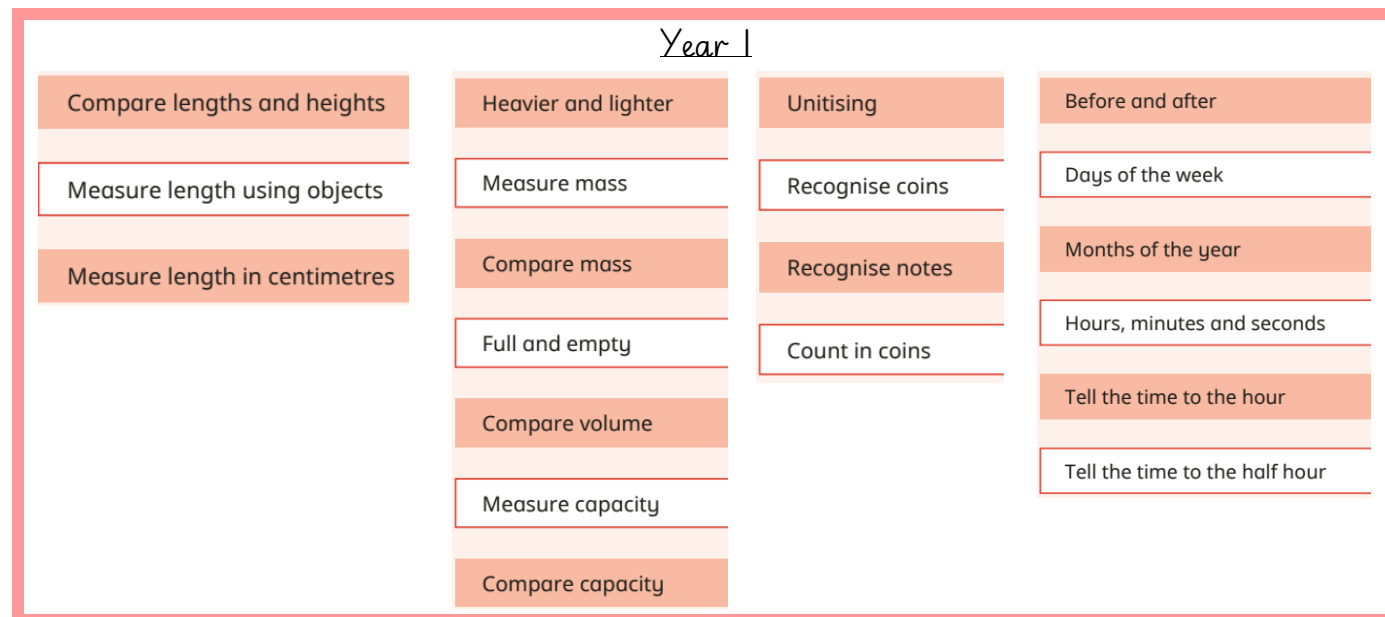 Year 1
Compare lengths and heights
Measure length using objects
Measure length in centimetres
Heavier and lighter
Measure mass
Compare mass
Full and empty
Compare volume
Measure capacity
Compare capacity
Unitising
Recognise coins
Recognise notes
Count in coins
Before and after
Days of the week
Months of the year
Hours, minutes and seconds
Tell the time to the hour
Tell the time to the half hour